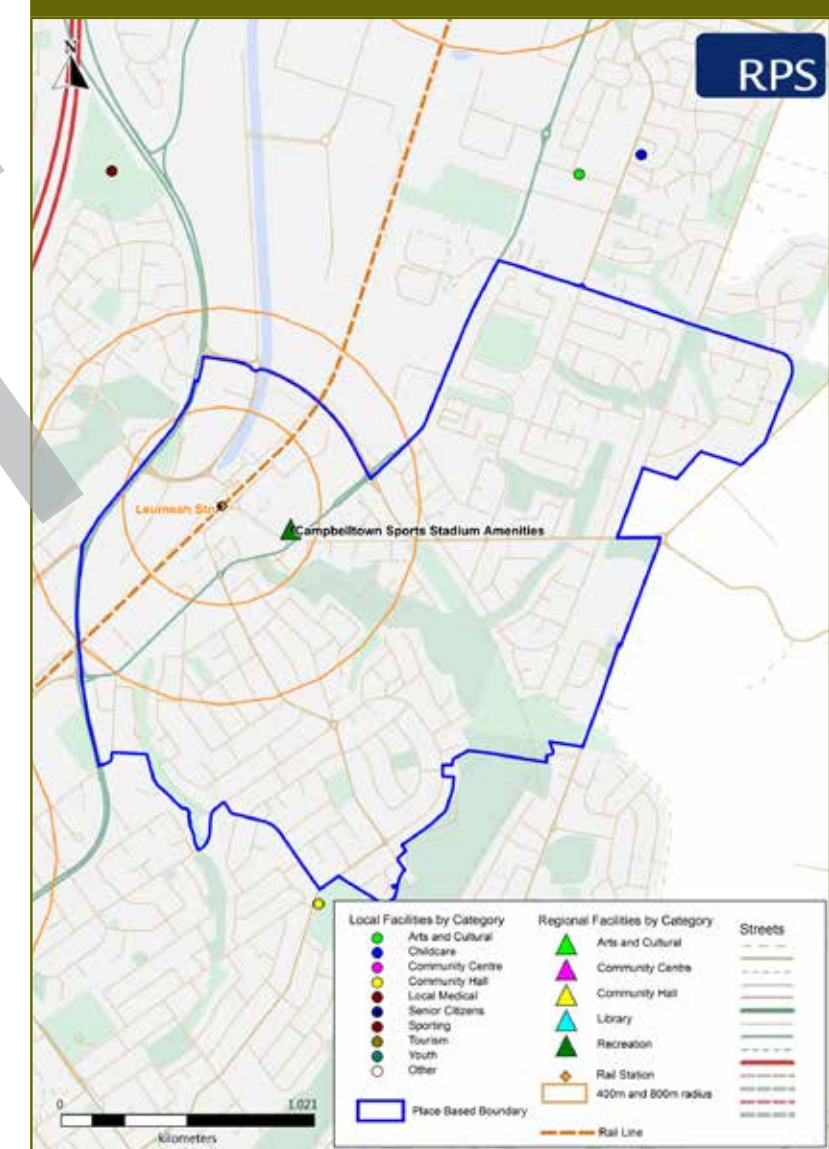 N
RPS
Leumeah Stn
Campbelltown Sports Stadium Amenities
Local Facilities by Category
Arts and Cultural
Childcare
Community Centre
Community Hall
Local Medical
Senior Citizens
Sporting
Tourism
Youth
Other
Place Based Boundary
Regional Facilities by Category
Arts and Cultural
Community Centre
Community Hall
Library
Recreation
Rail Station
400m and 800m radius
Rail Line
Streets
0
1.021
kilometers